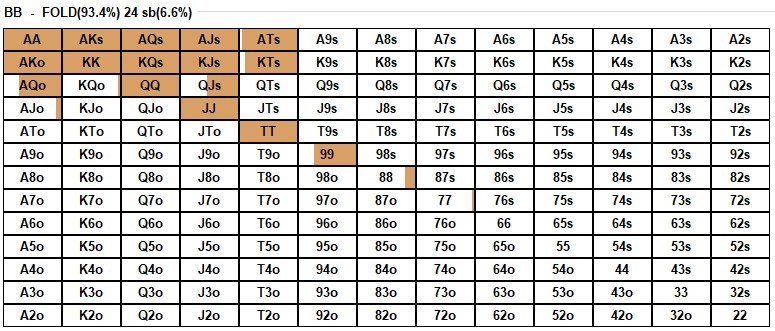 BB - FOLD(93.4%) 24 sb(6.6%)
AA AKs AQs AJs ATs A9s A8s A7s A6s A5s A4s A3s A2s
AKo KK KQs KJs KTs K9s K8s K7s K6s K5s K4s K3s K2s
AQo KQo QQ QJs QTs Q9s Q8s Q7s Q6s Q5s Q4s Q3s Q2s
AJo KJo QJo JJ JTs J9s J8s J7s J6s J5s J4s J3s J2s
ATo KTo QTo JTo TT T9s T8s T7s T6s T5s T4s T3s T2s
A9o K9o Q9o J9o T9o 99 98s 97s 96s 95s 94s 93s 92s
A8o K8o Q8o J8o T8o 98o 88 87s 86s 85s 84s 83s 82s
A7o K7o Q7o J7o T7o 97o 87o 77 76s 75s 74s 73s 72s
A6o K6o Q6o J6o T6o 96o 86o 76o 66 65s 64s 63s 62s
A5o K5o Q5o J5o T5o 95o 85o 75o 65o 55 54s 53s 52s
A4o K4o Q4o J4o T4o 94o 84o 74o 64o 54o 44 43s 42s
A3o K3o Q3o J3o T3o 93o 83o 73o 63o 53o 43o 33 32s
A2o K2o Q2o J2o T2o 92o 82o 72o 62o 52o 42o 32o 22